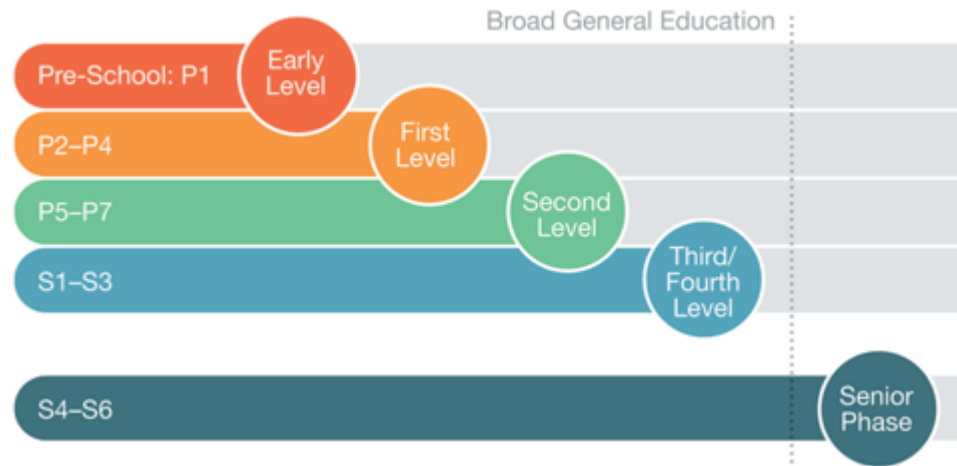 Broad General Education
Pre-School: P1
Early
Level
P2–P4
First
Level
P5–P7
Second
Level
S1–S3
Third/
Fourth
Level
S4–S6
Senior
Phase